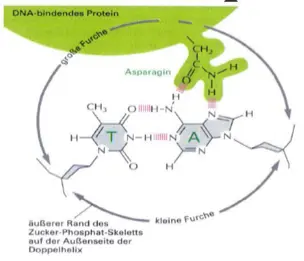 DNA-bindendes Protein
große Furche
Asparagin
CH₂
O
C
N
H
H
CH₃
O
H
N
H
N
H
H
T
N
H
N
A
N
N
N
O
H
kleine Furche
äußerer Rand des
Zucker-Phosphat-Skeletts
auf der Außenseite der
Doppelhelix